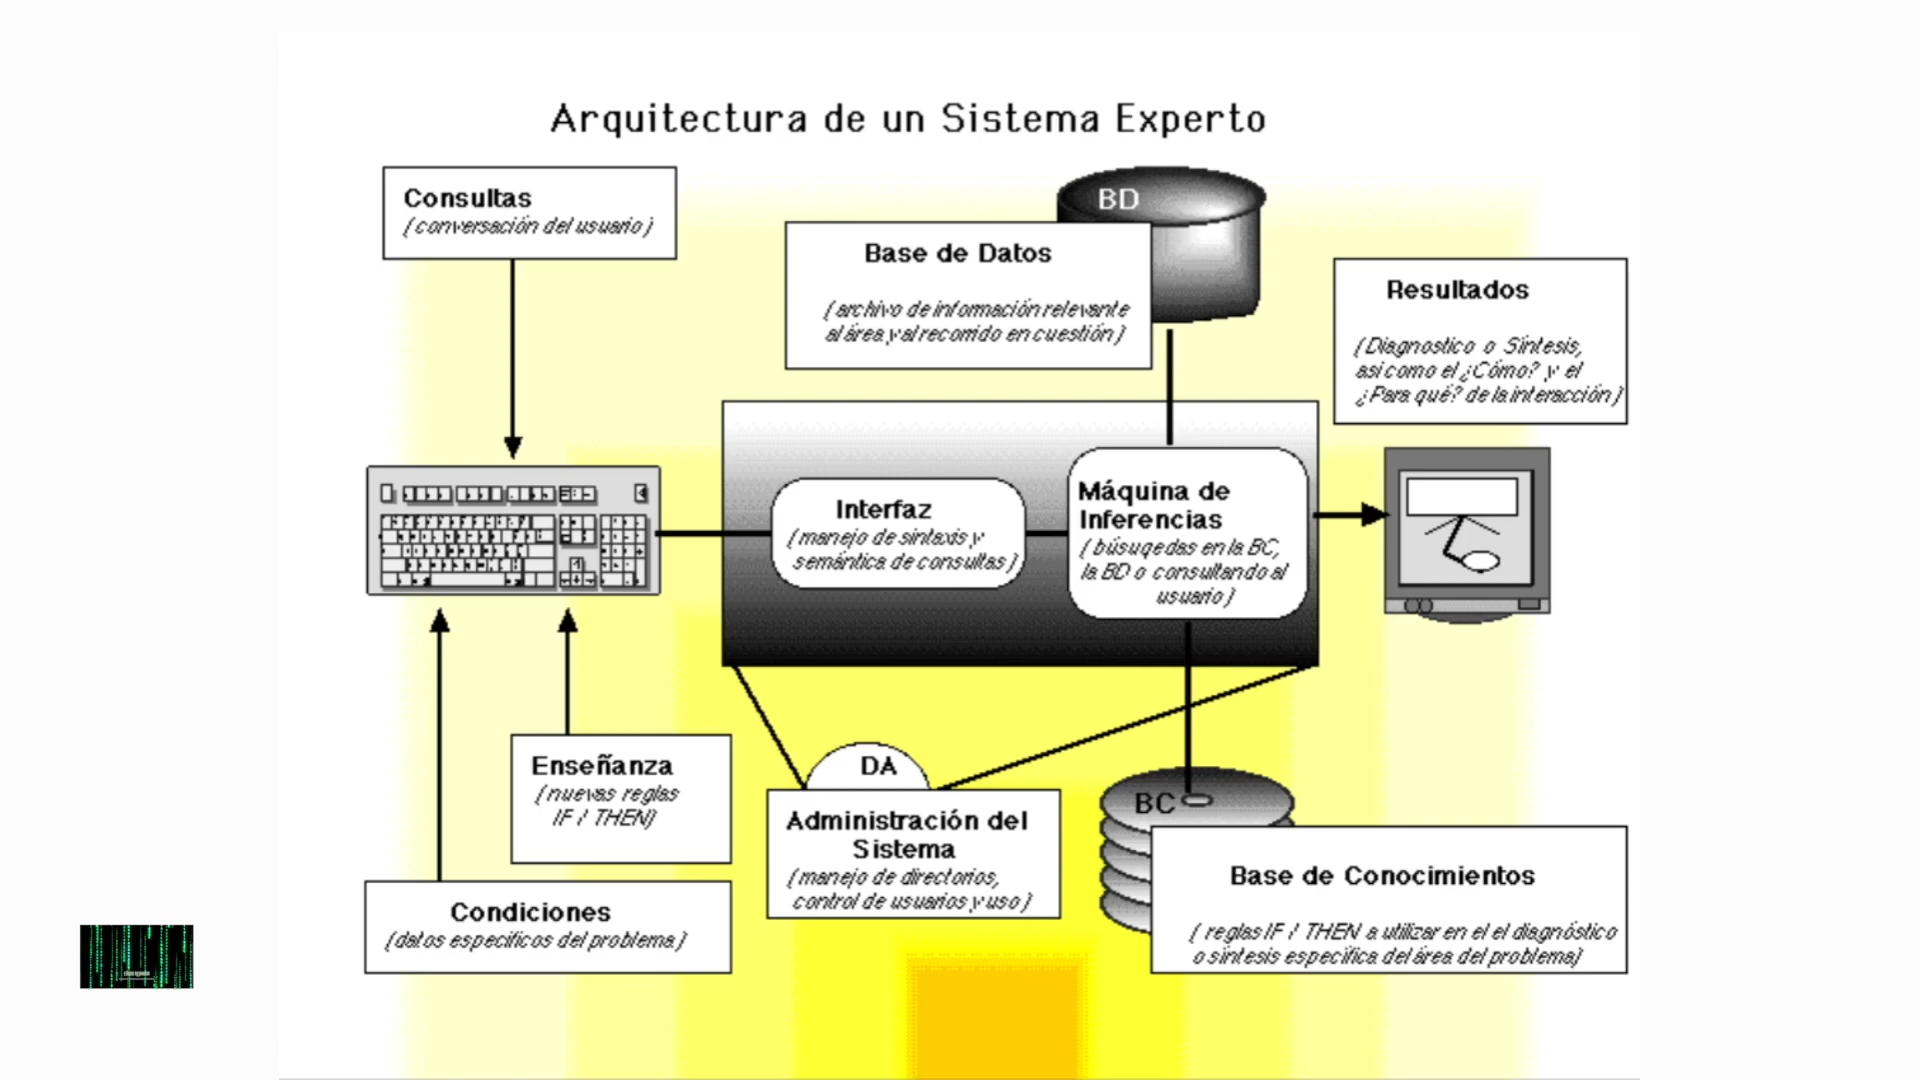 Arquitectura de un Sistema Experto
Consultas
(conversación del usuario)
BD
Base de Datos
(archivo de información relevante
al área y al recorrido en cuestión)
Resultados
(Diagnostico o Síntesis,
asi como el ¿Cómo? y el
¿Para qué? de la interacción)
Interfaz
(manejo de sintaxis y
semántica de consultas)
Máquina de
Inferencias
(búsuqedas en la BC,
la BD o consultando al
usuario)
Enseñanza
(nuevas reglas
IF / THEN)
DA
Administración del
Sistema
(manejo de directorios,
control de usuarios y uso)
Condiciones
(datos especificos del problema)
BC
Base de Conocimientos
(reglas IF / THEN a utilizar en el el diagnóstico
o síntesis específica del área del problema)